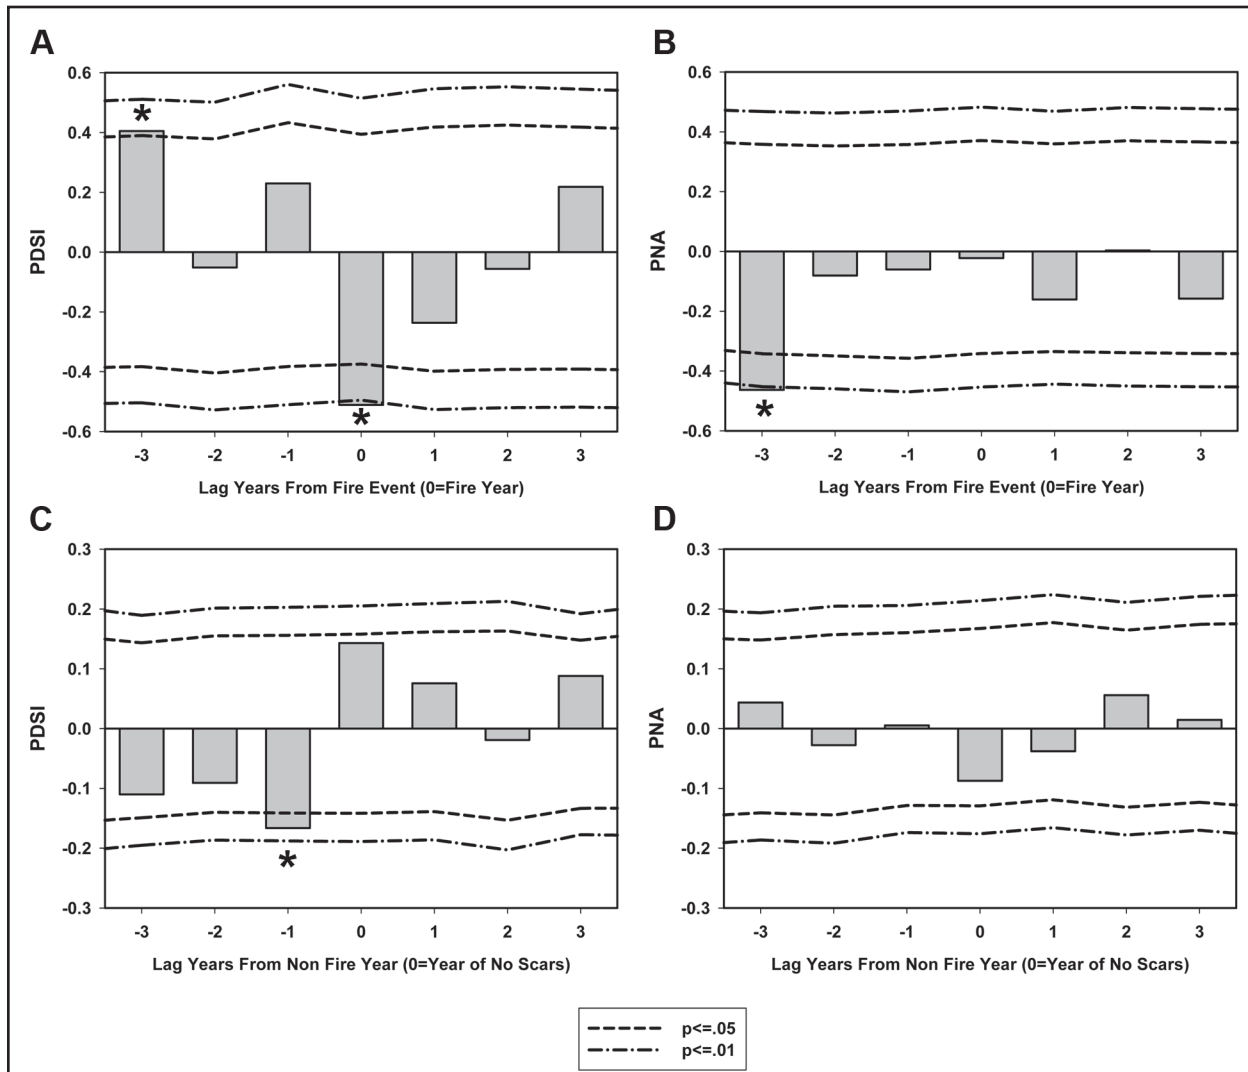 A
0.6
0.4
0.2
0.0
-0.2
-0.4
-0.6
PDSI
*
*
-3 -2 -1 0 1 2 3
Lag Years From Fire Event (0=Fire Year)
B
0.6
0.4
0.2
0.0
-0.2
-0.4
-0.6
PNA
*
-3 -2 -1 0 1 2 3
Lag Years From Fire Event (0=Fire Year)
C
0.3
0.2
0.1
0.0
-0.1
-0.2
-0.3
PDSI
*
-3 -2 -1 0 1 2 3
Lag Years From Non Fire Year (0=Year of No Scars)
D
0.3
0.2
0.1
0.0
-0.1
-0.2
-0.3
PNA
-3 -2 -1 0 1 2 3
Lag Years From Non Fire Year (0=Year of No Scars)
p<=.05
p<=.01